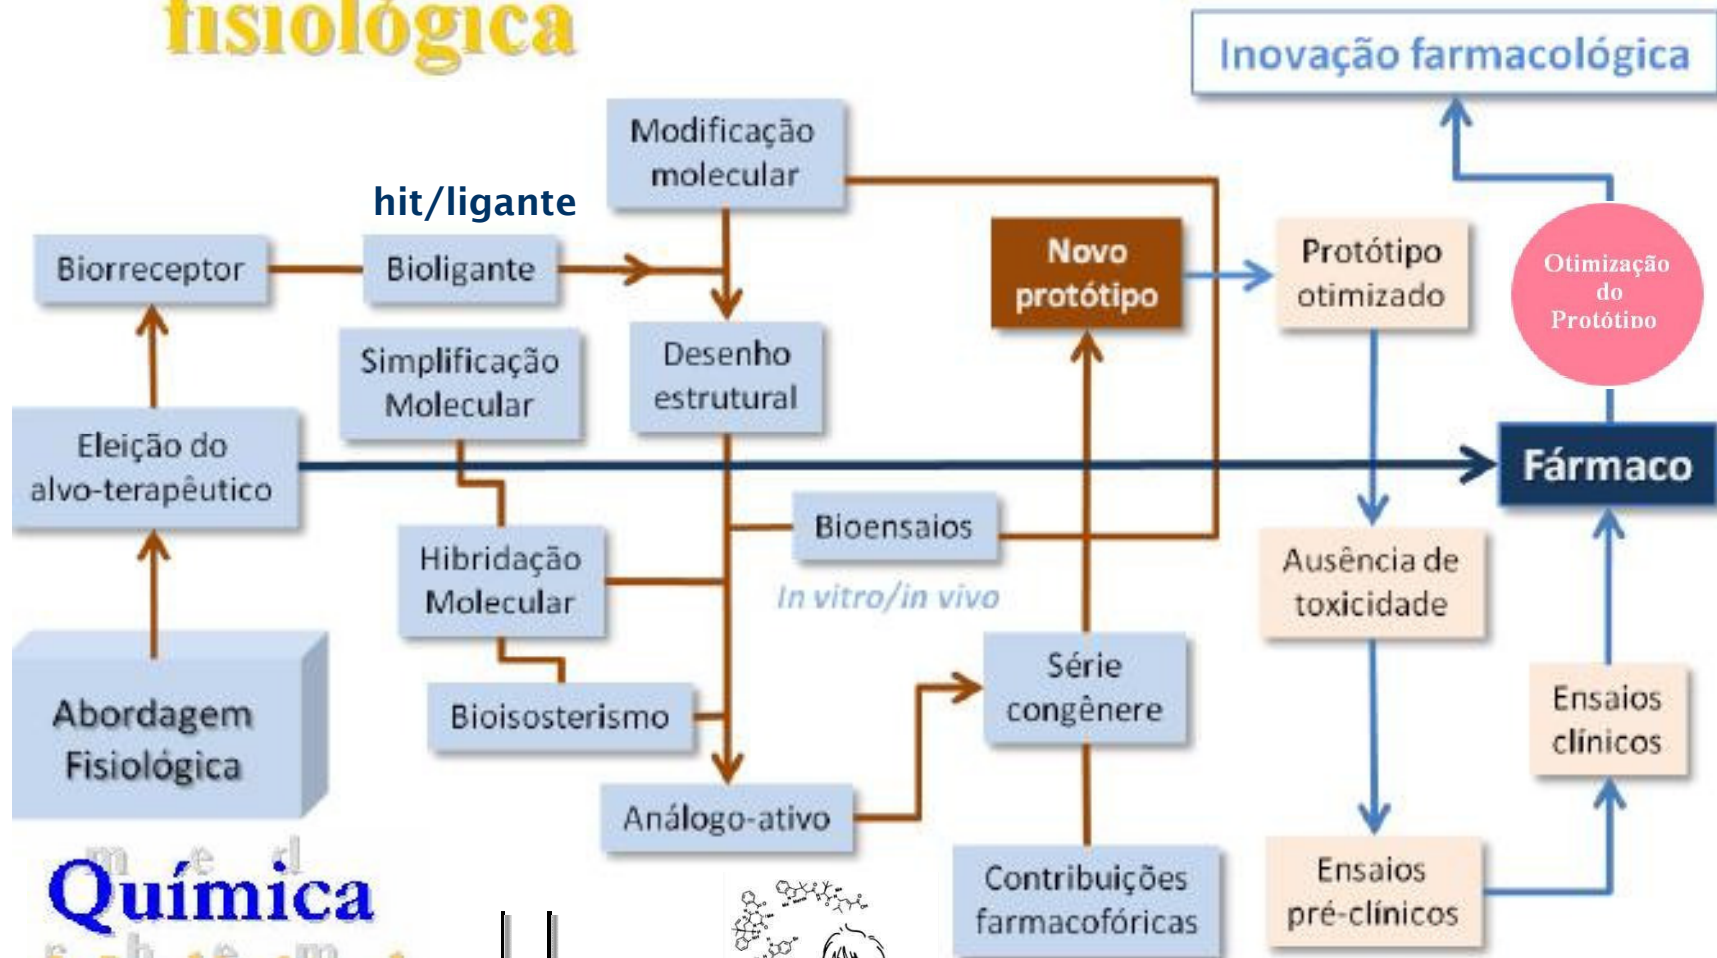 fisiológica
Inovação farmacológica
Modificação
molecular
hit/ligante
Biorreceptor
Bioligante
Novo
protótipo
Protótipo
otimizado
Otimização
do
Protótipo
Simplificação
Molecular
Desenho
estrutural
Eleição do
alvo-terapêutico
Fármaco
Bioensaios
In vitro/in vivo
Hibridação
Molecular
Ausência de
toxicidade
Abordagem
Fisiológica
Bioisosterismo
Série
congênere
Ensaios
clínicos
Análogo-ativo
Contribuições
farmacofóricas
Ensaios
pré-clínicos
m e d
Química